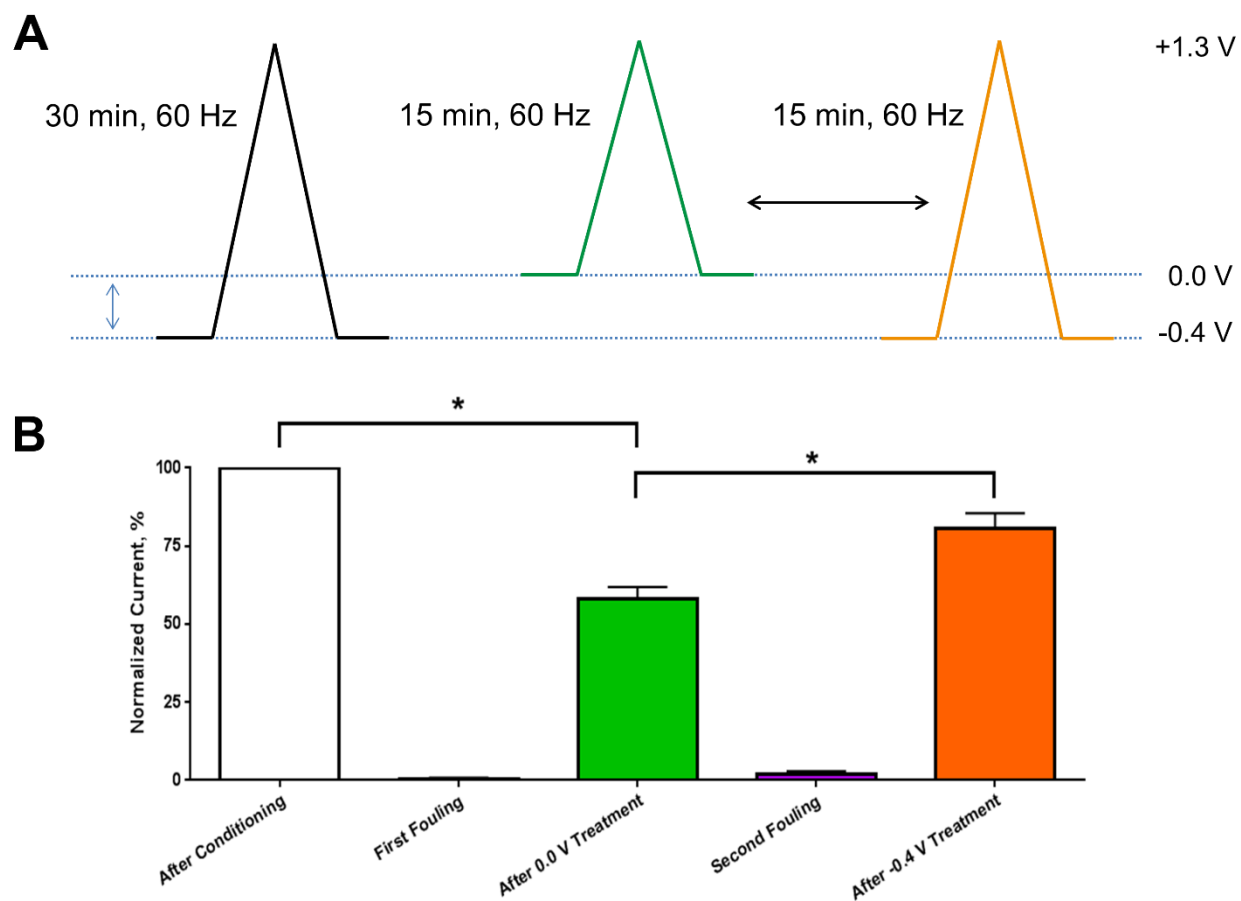 A
+1.3 V
30 min, 60 Hz
15 min, 60 Hz
15 min, 60 Hz
0.0 V
-0.4 V
B
*
*
Normalized Current, %
100
75
50
25
0
After Conditioning
First Fouling
After 0.0 V Treatment
Second Fouling
After -0.4 V Treatment